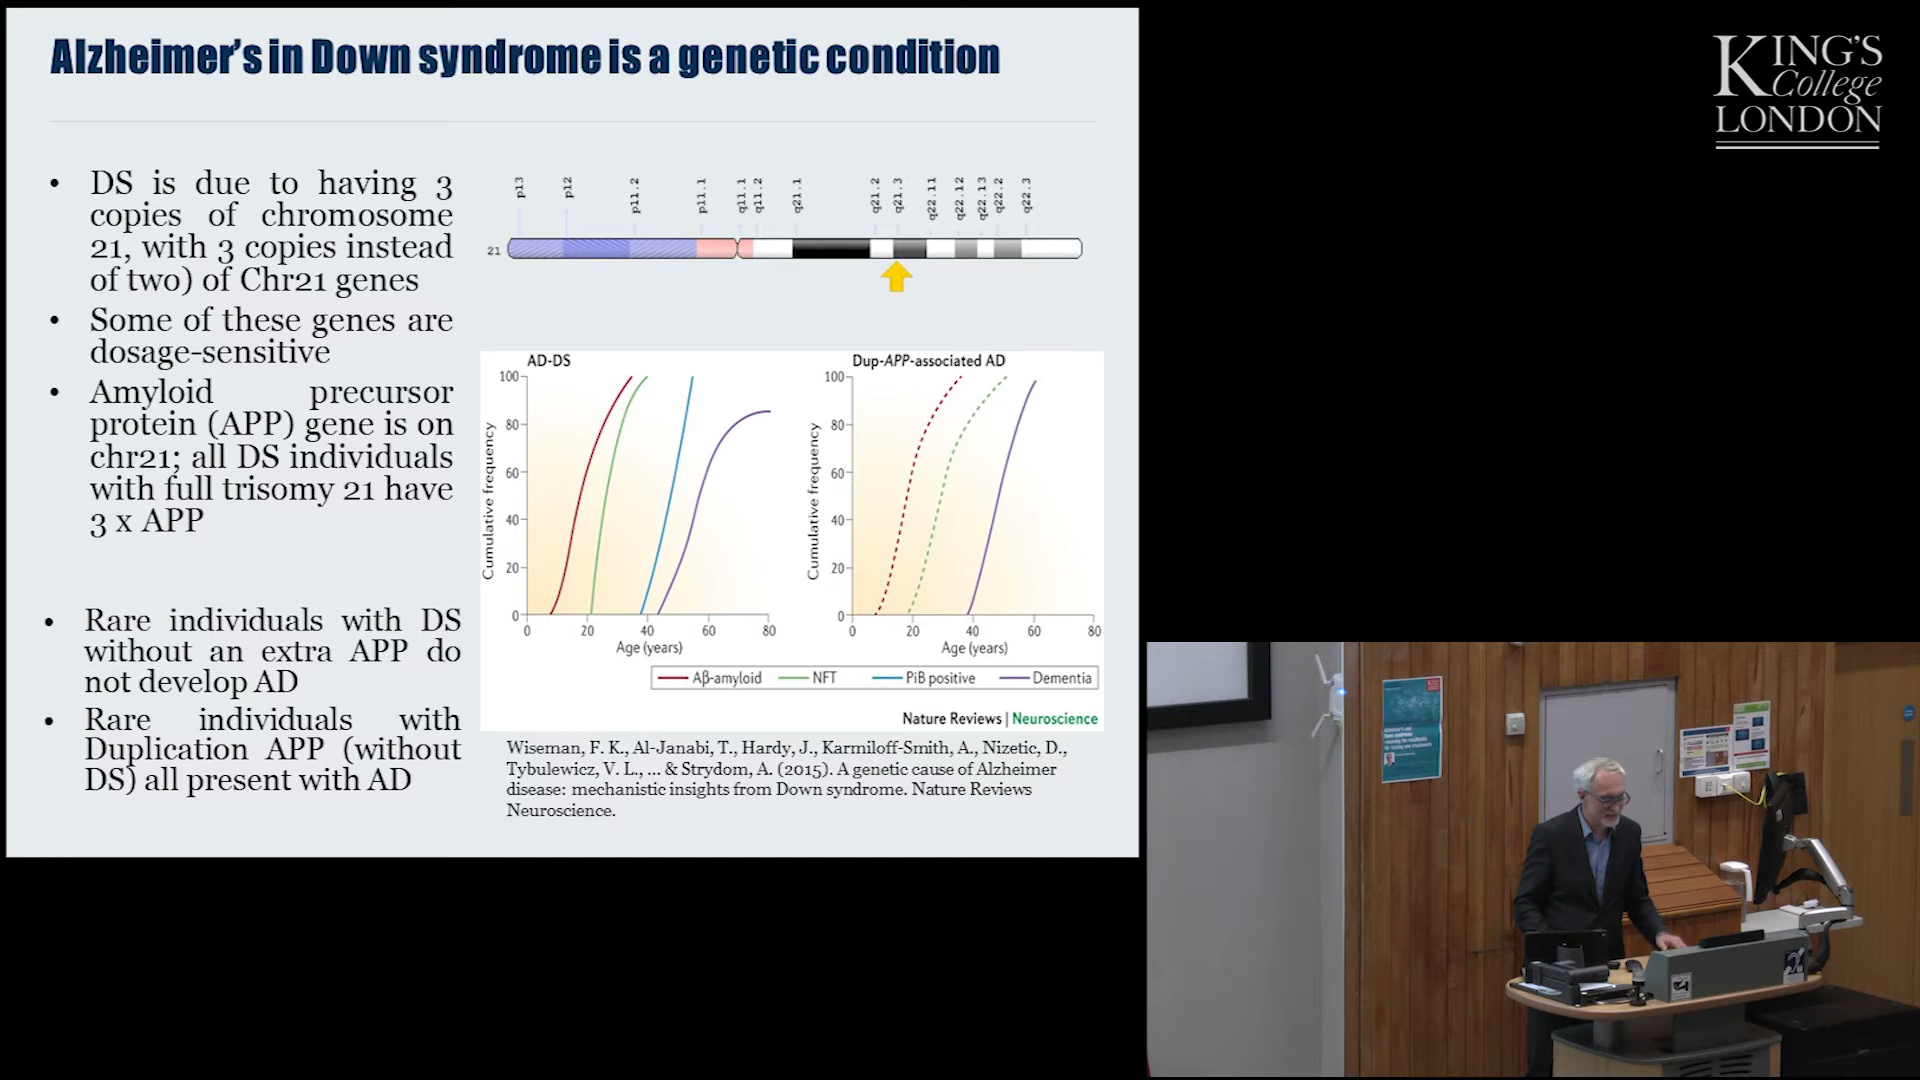 Alzheimer's in Down syndrome is a genetic condition
• DS is due to having 3
copies of chromosome
21, with 3 copies instead
of two) of Chr21 genes
• Some of these genes are
dosage-sensitive
• Amyloid precursor
protein (APP) gene is on
chr21; all DS individuals
with full trisomy 21 have
3 x APP
• Rare individuals with DS
without an extra APP do
not develop AD
• Rare individuals with
Duplication APP (without
DS) all present with AD
p13 p12 p11.2 p11.1 q11.1 q11.2 q21.1 q21.2 q21.3 q22.11 q22.12 q22.13 q22.2 q22.3
21
AD-DS
100
80
60
40
20
0
Cumulative frequency
0 20 40 60 80
Age (years)
Dup-APP-associated AD
100
80
60
40
20
0
Cumulative frequency
0 20 40 60 80
Age (years)
Aβ-amyloid NFT PiB positive Dementia
Nature Reviews | Neuroscience
Wiseman, F. K., Al-Janabi, T., Hardy, J., Karmiloff-Smith, A., Nizetic, D.,
Tybulewicz, V. L., ... & Strydom, A. (2015). A genetic cause of Alzheimer
disease: mechanistic insights from Down syndrome. Nature Reviews
Neuroscience.
KING'S
College
LONDON